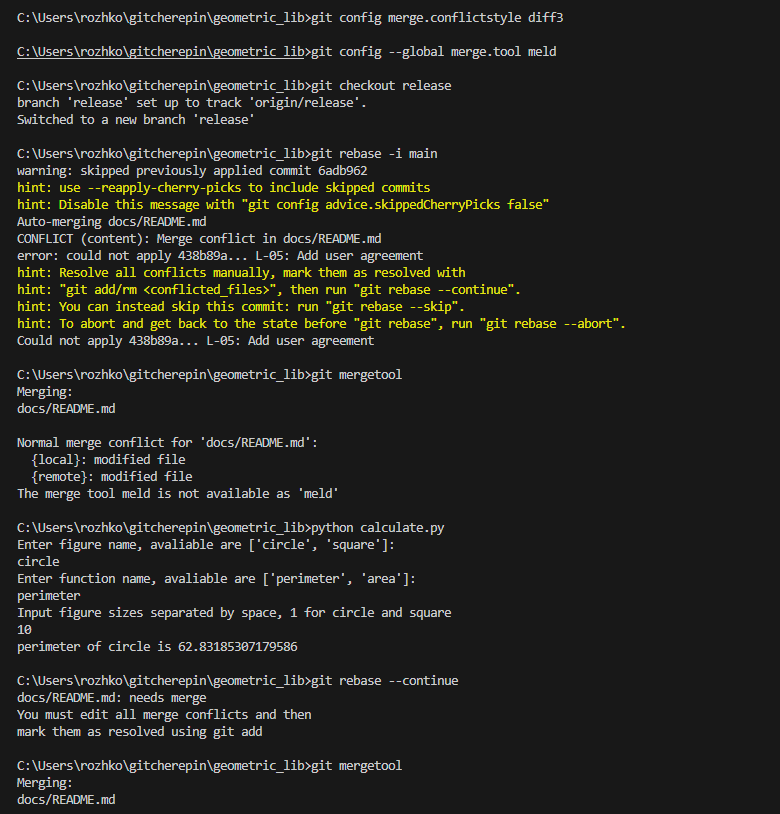 C:\Users\rozhko\gitcherepin\geometric_lib>git config merge.conflictstyle diff3
C:\Users\rozhko\gitcherepin\geometric_lib>git config --global merge.tool meld
C:\Users\rozhko\gitcherepin\geometric_lib>git checkout release
branch 'release' set up to track 'origin/release'.
Switched to a new branch 'release'
C:\Users\rozhko\gitcherepin\geometric_lib>git rebase -i main
warning: skipped previously applied commit 6adb962
hint: use --reapply-cherry-picks to include skipped commits
hint: Disable this message with "git config advice.skippedCherryPicks false"
Auto-merging docs/README.md
CONFLICT (content): Merge conflict in docs/README.md
error: could not apply 438b89a... L-05: Add user agreement
hint: Resolve all conflicts manually, mark them as resolved with
hint: "git add/rm <conflicted_files>", then run "git rebase --continue".
hint: You can instead skip this commit: run "git rebase --skip".
hint: To abort and get back to the state before "git rebase", run "git rebase --abort".
Could not apply 438b89a... L-05: Add user agreement
C:\Users\rozhko\gitcherepin\geometric_lib>git mergetool
Merging:
docs/README.md
Normal merge conflict for 'docs/README.md':
  {local}: modified file
  {remote}: modified file
The merge tool meld is not available as 'meld'
C:\Users\rozhko\gitcherepin\geometric_lib>python calculate.py
Enter figure name, avaliable are ['circle', 'square']:
circle
Enter function name, avaliable are ['perimeter', 'area']:
perimeter
Input figure sizes separated by space, 1 for circle and square
10
perimeter of circle is 62.83185307179586
C:\Users\rozhko\gitcherepin\geometric_lib>git rebase --continue
docs/README.md: needs merge
You must edit all merge conflicts and then
mark them as resolved using git add
C:\Users\rozhko\gitcherepin\geometric_lib>git mergetool
Merging:
docs/README.md